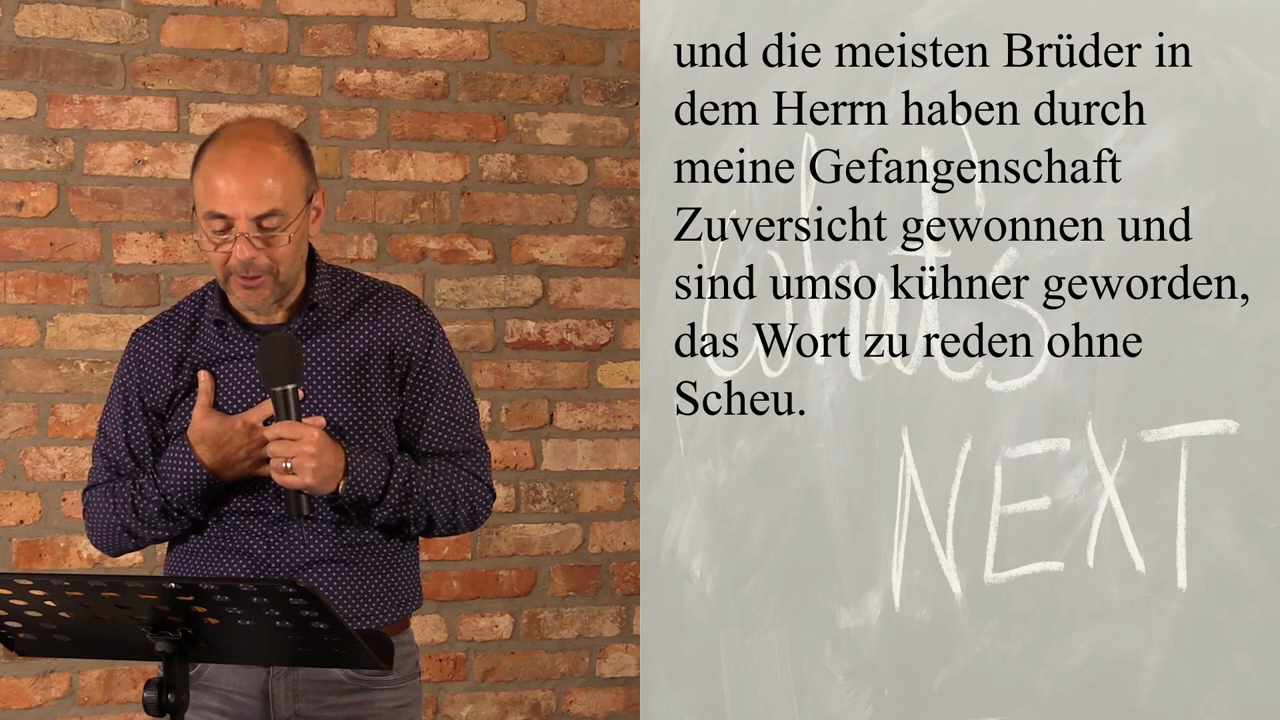 und die meisten Brüder in
dem Herrn haben durch
meine Gefangenschaft
Zuversicht gewonnen und
sind umso kühner geworden,
das Wort zu reden ohne
Scheu.
What's
NEXT